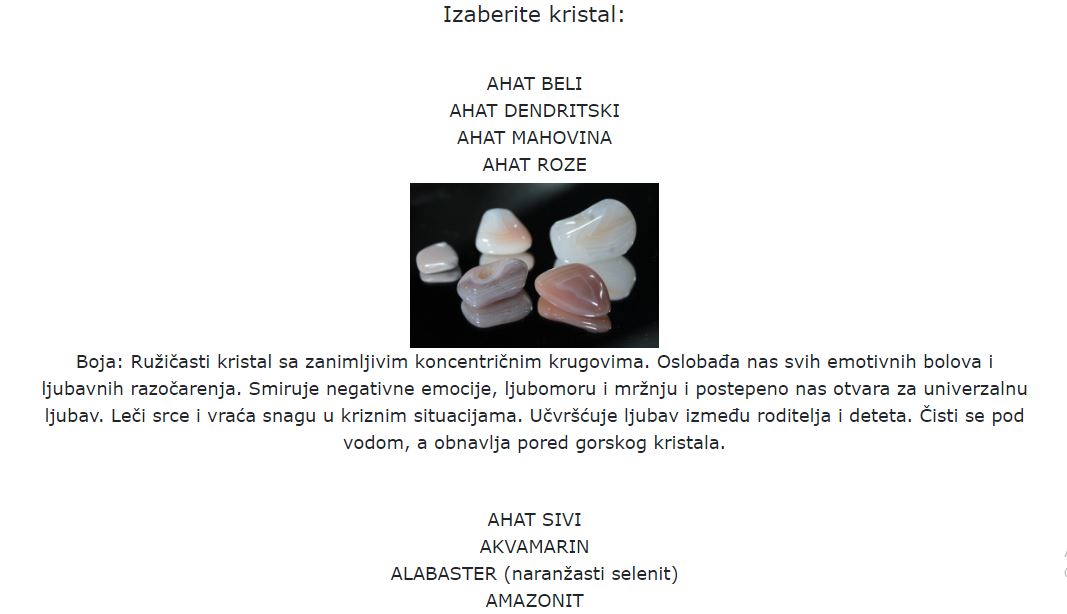 Izaberite kristal:
AHAT BELI
AHAT DENDRITSKI
AHAT MAHOVINA
AHAT ROZE
Boja: Ružičasti kristal sa zanimljivim koncentričnim krugovima. Oslobađa nas svih emotivnih bolova i
ljubavnih razočarenja. Smiruje negativne emocije, ljubomoru i mržnju i postepeno nas otvara za univerzalnu
ljubav. Leči srce i vraća snagu u kriznim situacijama. Učvršćuje ljubav između roditelja i deteta. Čisti se pod
vodom, a obnavlja pored gorskog kristala.
AHAT SIVI
AKVAMARIN
ALABASTER (naranžasti selenit)
AMAZONIT